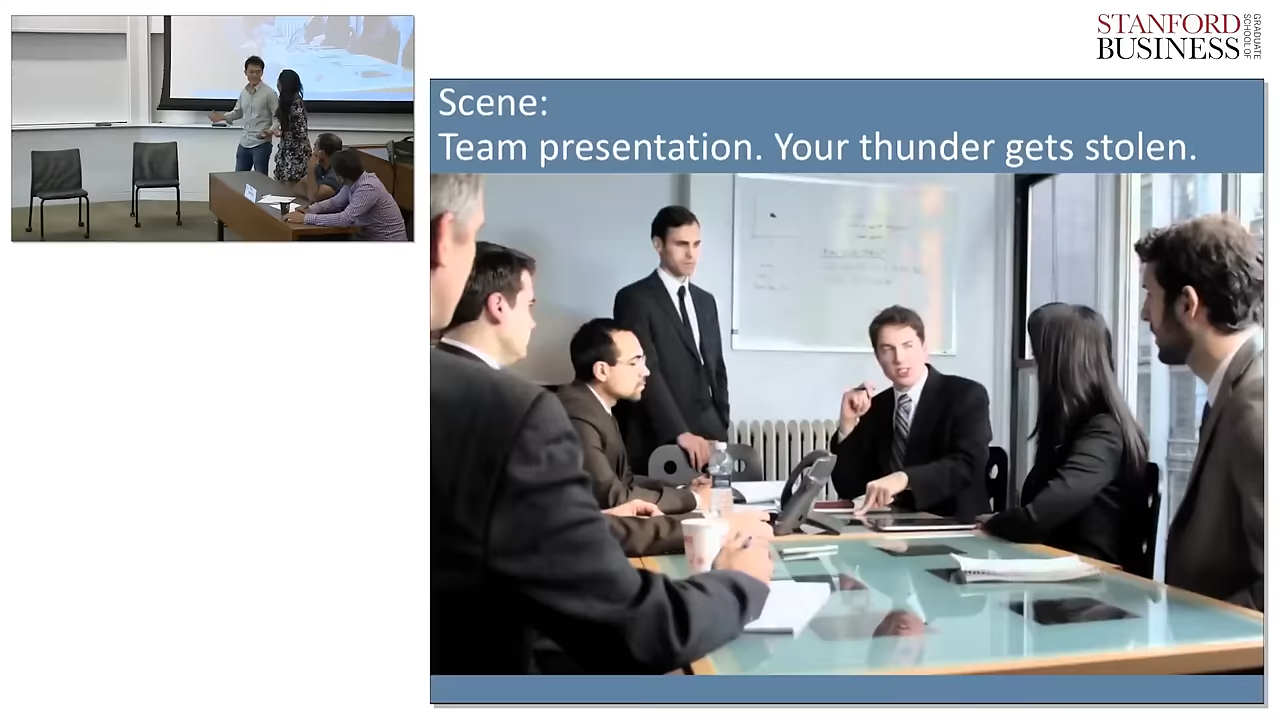 STANFORD
BUSINESS
GRADUATE
SCHOOL OF
Scene:
Team presentation. Your thunder gets stolen.